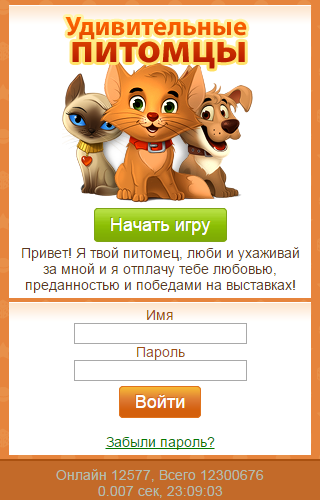 Удивительные
питомцы
Начать игру
Привет! Я твой питомец, люби и ухаживай
за мной и я отплачу тебе любовью,
преданностью и победами на выставках!
Имя
Пароль
Войти
Забыли пароль?
Онлайн 12577, Всего 12300676
0.007 сек, 23:09:03